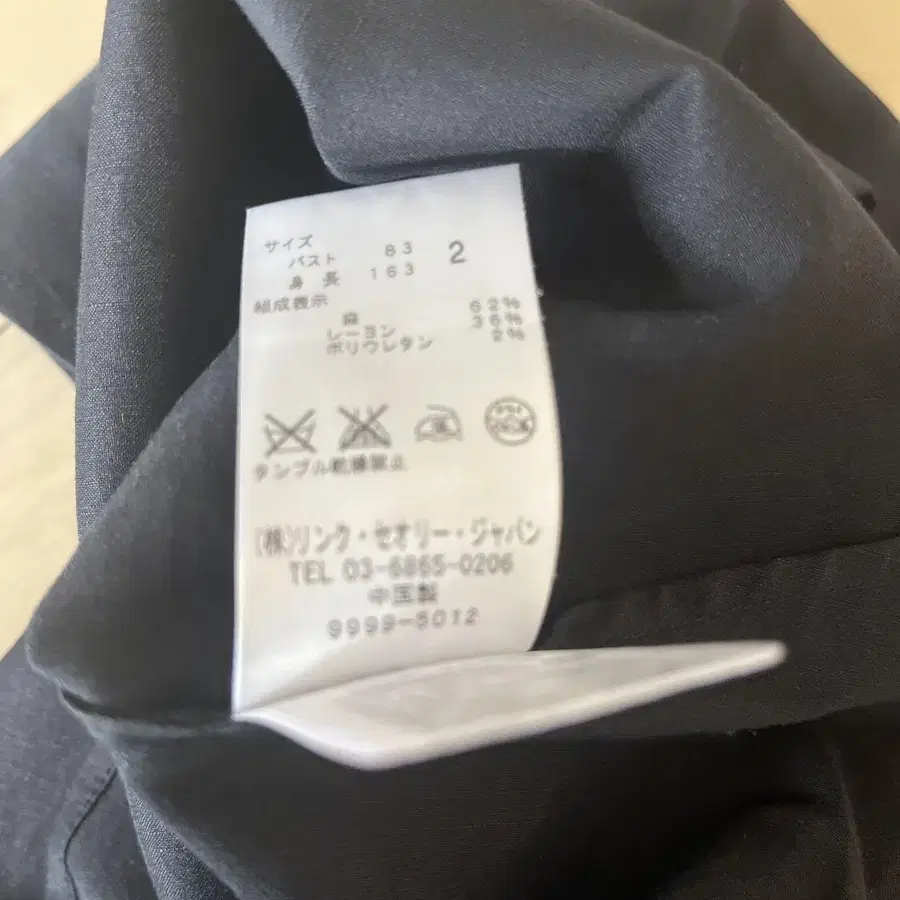 サイズ
バスト 83 2
身長 163
組成表示
麻 62%
レーヨン 36%
ポリウレタン 2%
タンブル乾燥禁止
(株)リンク・セオリー・ジャパン
TEL 03-6865-0206
中国製
9999-5012